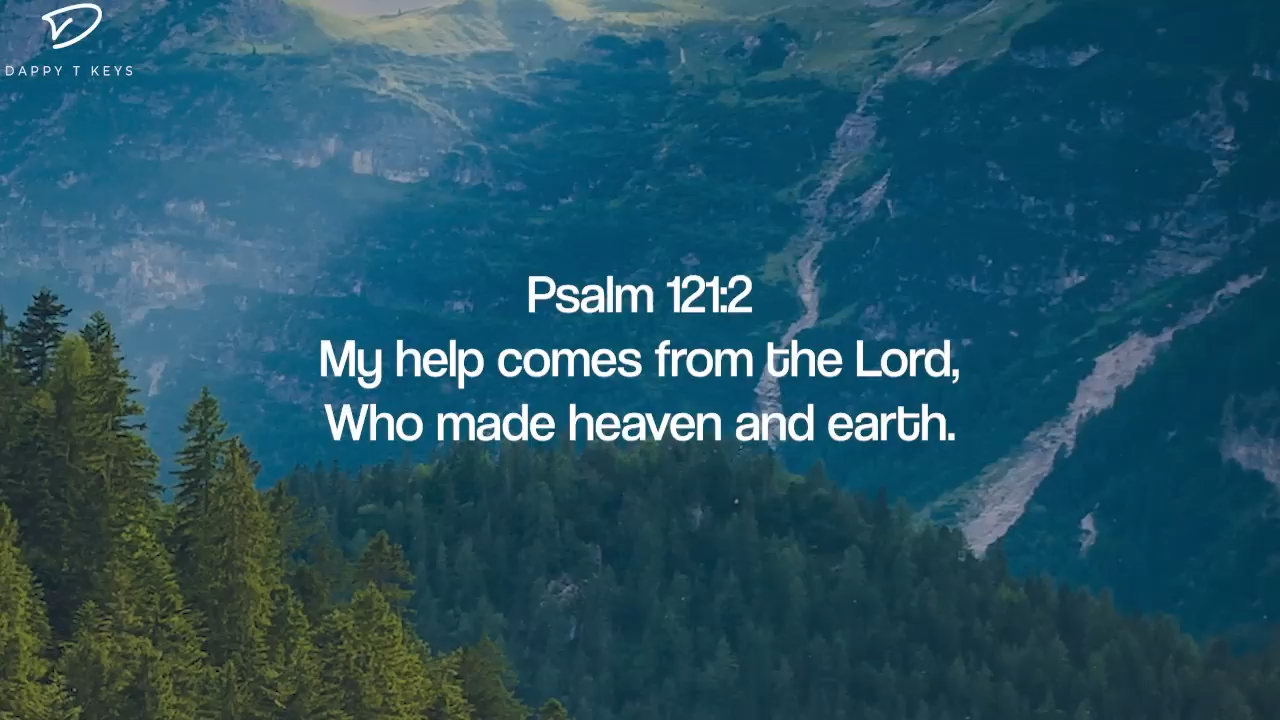 DAPPY T KEYS
Psalm 121:2
My help comes from the Lord,
Who made heaven and earth.